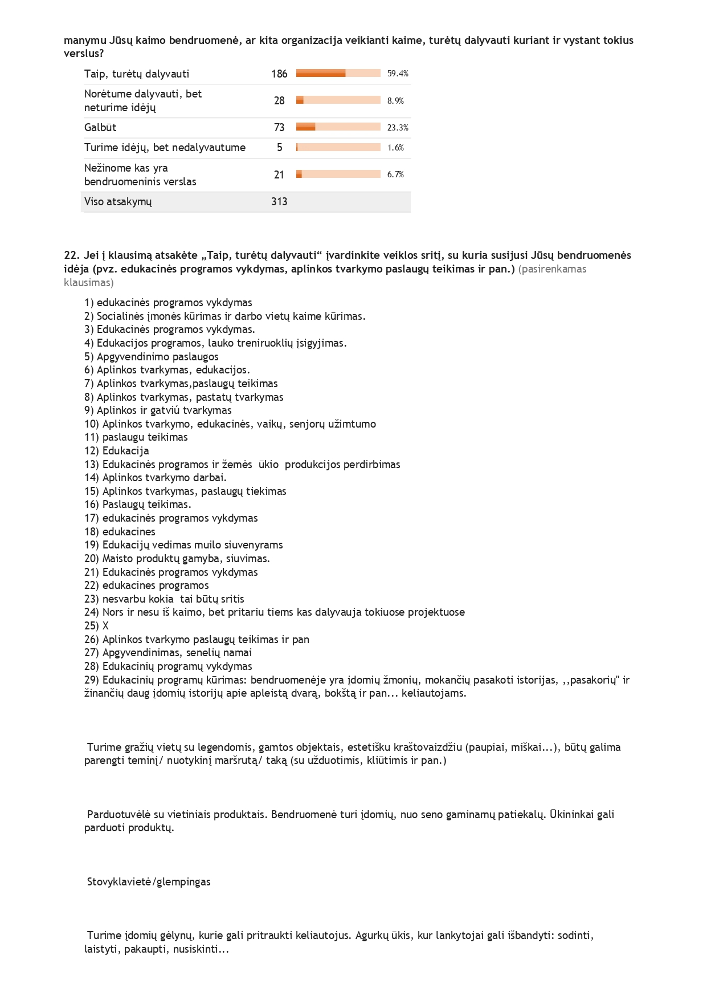 manymu Jūsų kaimo bendruomenė, ar kita organizacija veikianti kaime, turėtų dalyvauti kuriant ir vystant tokius
verslus?
Taip, turėtų dalyvauti 186 59.4%
Norėtume dalyvauti, bet
neturime idėjų 28 8.9%
Galbūt 73 23.3%
Turime idėjų, bet nedalyvautume 5 1.6%
Nežinome kas yra
bendruomeninis verslas 21 6.7%
Viso atsakymų 313
22. Jei į klausimą atsakėte „Taip, turėtų dalyvauti“ įvardinkite veiklos sritį, su kuria susijusi Jūsų bendruomenės
idėja (pvz. edukacinės programos vykdymas, aplinkos tvarkymo paslaugų teikimas ir pan.) (pasirenkamas
klausimas)
1) edukacinės programos vykdymas
2) Socialinės įmonės kūrimas ir darbo vietų kaime kūrimas.
3) Edukacinės programos vykdymas.
4) Edukacijos programos, lauko treniruoklių įsigyjimas.
5) Apgyvendinimo paslaugos
6) Aplinkos tvarkymas, edukacijos.
7) Aplinkos tvarkymas,paslaugų teikimas
8) Aplinkos tvarkymas, pastatų tvarkymas
9) Aplinkos ir gatviú tvarkymas
10) Aplinkos tvarkymo, edukacinės, vaikų, senjorų užimtumo
11) paslaugu teikimas
12) Edukacija
13) Edukacinės programos ir žemės  ūkio  produkcijos perdirbimas
14) Aplinkos tvarkymo darbai.
15) Aplinkos tvarkymas, paslaugų tiekimas
16) Paslaugų teikimas.
17) edukacinės programos vykdymas
18) edukacines
19) Edukacijų vedimas muilo siuvenyrams
20) Maisto produktų gamyba, siuvimas.
21) Edukacinės programos vykdymas
22) edukacines programos
23) nesvarbu kokia  tai būtų sritis
24) Nors ir nesu iš kaimo, bet pritariu tiems kas dalyvauja tokiuose projektuose
25) X
26) Aplinkos tvarkymo paslaugų teikimas ir pan
27) Apgyvendinimas, senelių namai
28) Edukacinių programų vykdymas
29) Edukacinių programų kūrimas: bendruomenėje yra įdomių žmonių, mokančių pasakoti istorijas, ,,pasakorių" ir
žinančių daug įdomių istorijų apie apleistą dvarą, bokštą ir pan... keliautojams.
Turime gražių vietų su legendomis, gamtos objektais, estetišku kraštovaizdžiu (paupiai, miškai...), būtų galima
parengti teminį/ nuotykinį maršrutą/ taką (su užduotimis, kliūtimis ir pan.)
Parduotuvėlė su vietiniais produktais. Bendruomenė turi įdomių, nuo seno gaminamų patiekalų. Ūkininkai gali
parduoti produktų.
Stovyklavietė/glempingas
Turime įdomių gėlynų, kurie gali pritraukti keliautojus. Agurkų ūkis, kur lankytojai gali išbandyti: sodinti,
laistyti, pakaupti, nusiskinti...